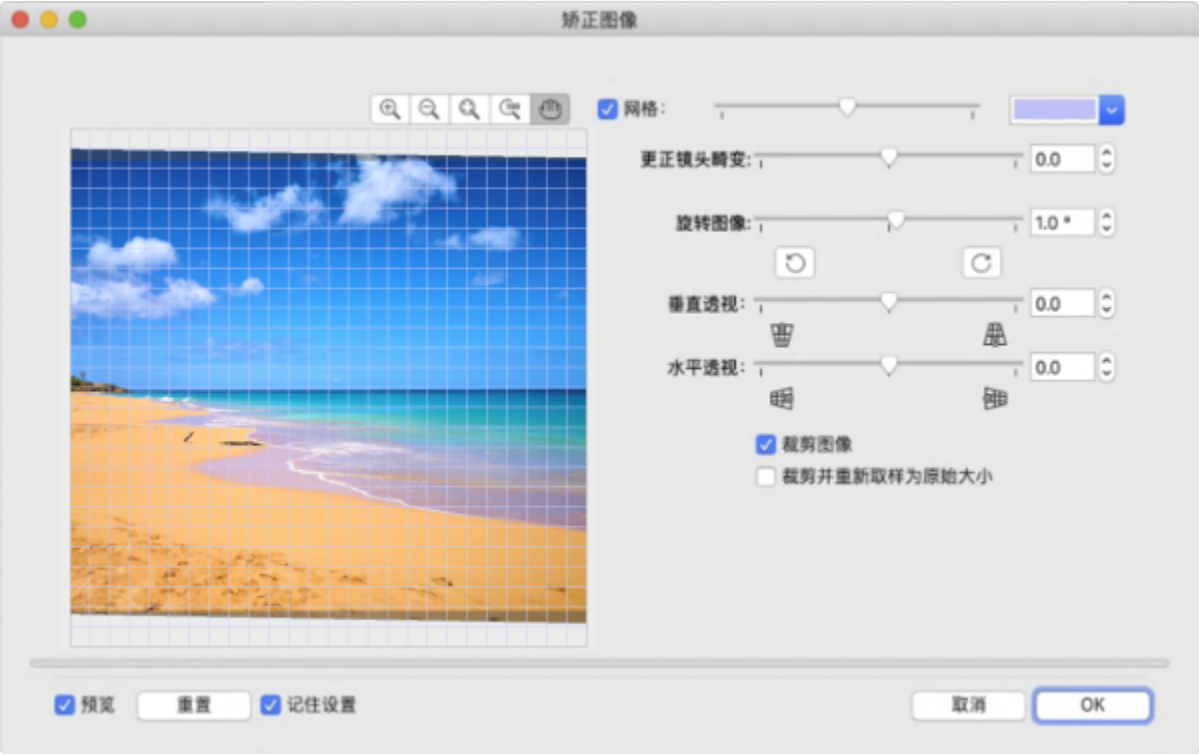 矫正图像
网格:
更正镜头畸变: 0.0
旋转图像: 1.0 °
垂直透视: 0.0
水平透视: 0.0
裁剪图像
裁剪并重新取样为原始大小
预览 重置 记住设置 取消 OK